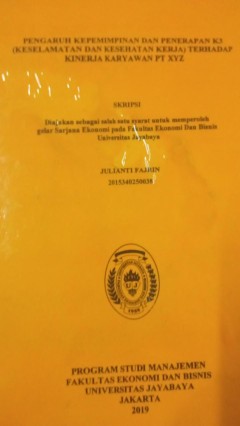 PENGARUH KEPEMIMPINAN DAN PENERAPAN K3
(KESELAMATAN DAN KESEHATAN KERJA) TERHADAP
KINERJA KARYAWAN PT XYZ
SKRIPSI
Diajukan sebagai salah satu syarat untuk memperoleh
gelar Sarjana Ekonomi pada Fakultas Ekonomi Dan Bisnis
Universitas Jayabaya
JULIANTI
PROGRAM STUDI MANAJEMEN
FAKULTAS EKONOMI DAN BISNIS
UNIVERSITAS JAYABAYA
JAKARTA
2019